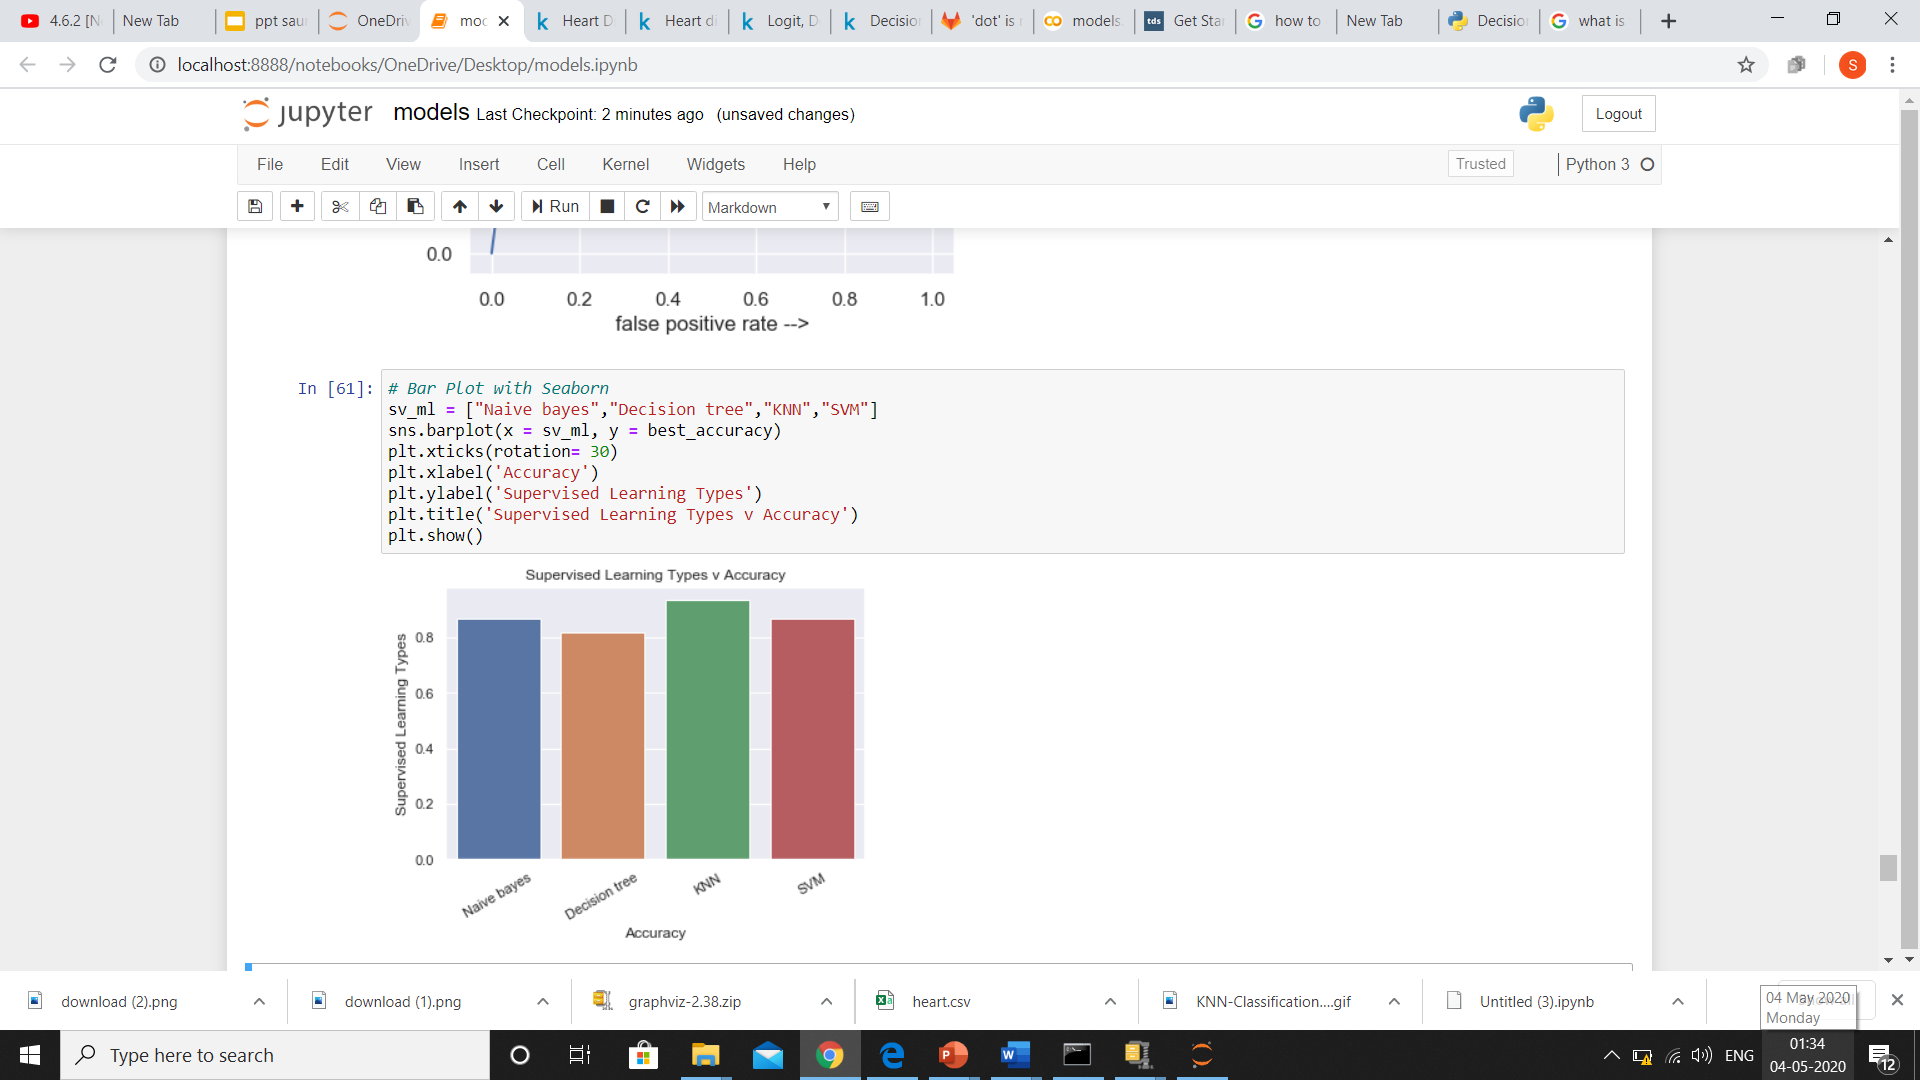 4.6.2 [N
New Tab
ppt sau
OneDriv
mod
Heart D
Heart di
Logit, D
Decision
'dot' is
models.
tds
Get Star
how to
New Tab
Decisio
what is
localhost:8888/notebooks/OneDrive/Desktop/models.ipynb
S
jupyter models Last Checkpoint: 2 minutes ago (unsaved changes)
Logout
File Edit View Insert Cell Kernel Widgets Help
Trusted
Python 3
Run
Markdown
0.0
0.0 0.2 0.4 0.6 0.8 1.0
false positive rate -->
In [61]:
# Bar Plot with Seaborn
sv_ml = ["Naive bayes","Decision tree","KNN","SVM"]
sns.barplot(x = sv_ml, y = best_accuracy)
plt.xticks(rotation= 30)
plt.xlabel('Accuracy')
plt.ylabel('Supervised Learning Types')
plt.title('Supervised Learning Types v Accuracy')
plt.show()
Supervised Learning Types v Accuracy
Supervised Learning Types
0.8
0.6
0.4
0.2
0.0
Naive bayes
Decision tree
KNN
SVM
Accuracy
download (2).png
download (1).png
graphviz-2.38.zip
heart.csv
KNN-Classification....gif
Untitled (3).ipynb
04 May 2020
Monday
Type here to search
ENG
01:34
04-05-2020
12